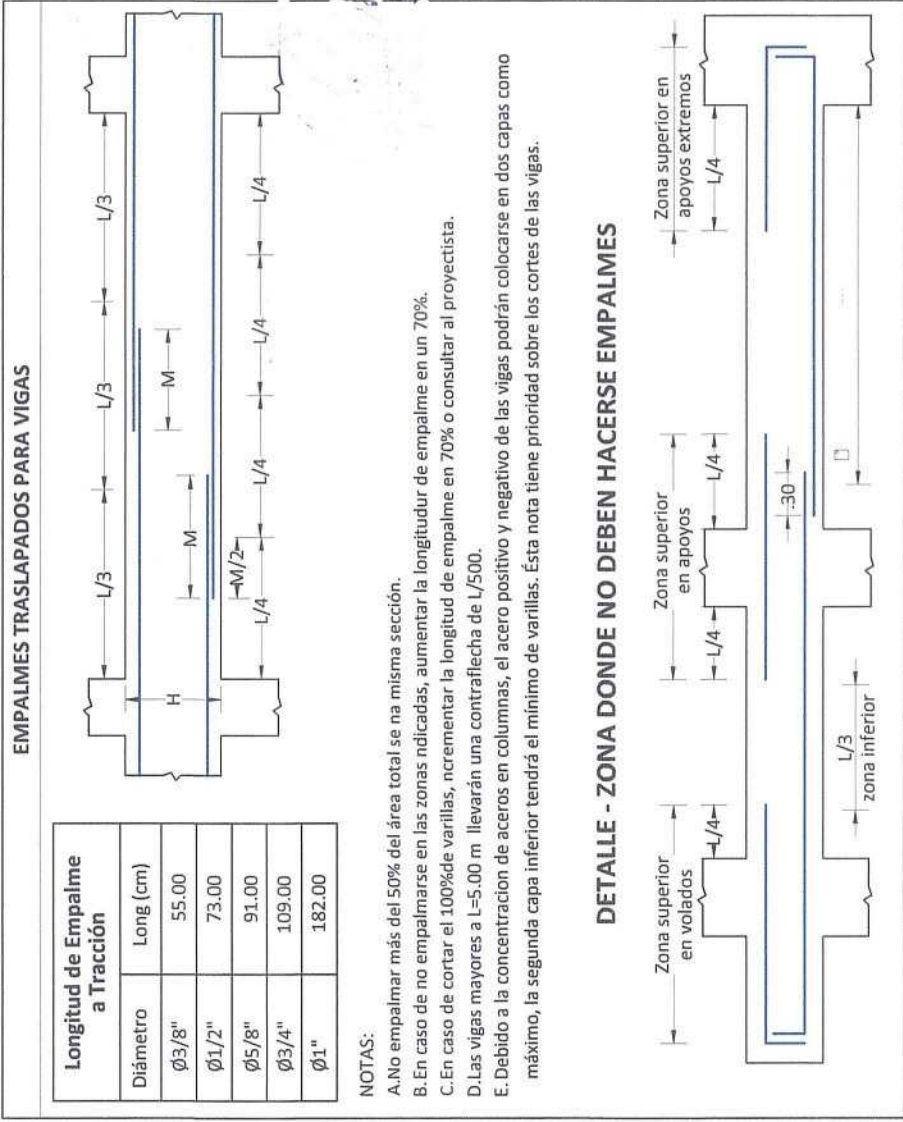 EMPALMES TRASLAPADOS PARA VIGAS
Longitud de Empalme
a Tracción
Diámetro Long (cm)
Ø3/8" 55.00
Ø1/2" 73.00
Ø5/8" 91.00
Ø3/4" 109.00
Ø1" 182.00
L/3 L/3 L/3
H
M
M
M/2
L/4 L/4 L/4 L/4
NOTAS:
A.No empalmar más del 50% del área total se na misma sección.
B. En caso de no empalmarse en las zonas ndicadas, aumentar la longitudur de empalme en un 70%.
C. En caso de cortar el 100%de varillas, ncrementar la longitud de empalme en 70% o consultar al proyectista.
D.Las vigas mayores a L=5.00 m llevarán una contraflecha de L/500.
E. Debido a la concentracion de aceros en columnas, el acero positivo y negativo de las vigas podrán colocarse en dos capas como
máximo, la segunda capa inferior tendrá el mínimo de varillas. Ésta nota tiene prioridad sobre los cortes de las vigas.
DETALLE - ZONA DONDE NO DEBEN HACERSE EMPALMES
Zona superior
en volados
Zona superior
en apoyos
Zona superior en
apoyos extremos
L/4 L/4 L/4 L/4
.30
L/3
zona inferior